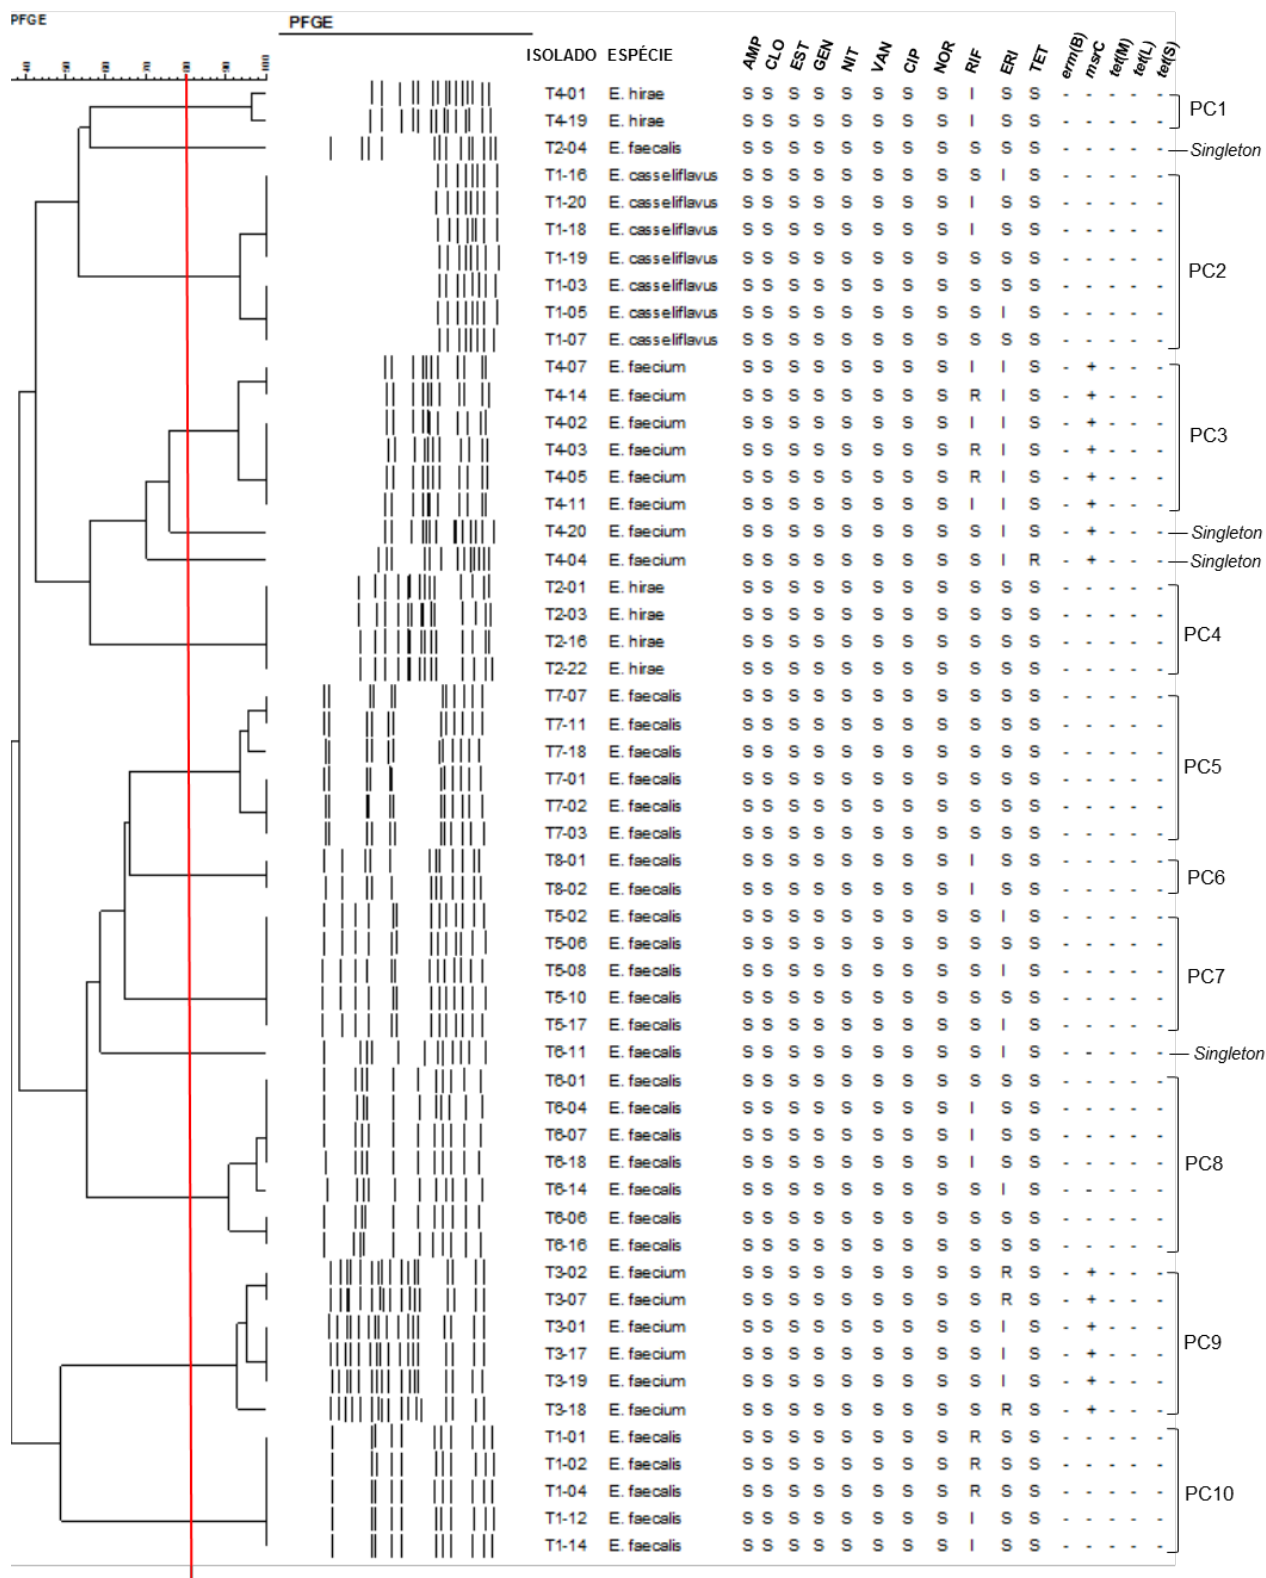 PFGE
PFGE
40 50 60 70 80 90 100
ISOLADO ESPÉCIE AMP CLO EST GEN NIT VAN CIP NOR RIF ERI TET erm(B) msrC tet(M) tet(L) tet(S)
T4-01 E. hirae S S S S S S S S I S S - - - - -
PC1
T4-19 E. hirae S S S S S S S S I S S - - - - -
T2-04 E. faecalis S S S S S S S S S S S - - - - - Singleton
T1-16 E. casseliflavus S S S S S S S S S I S - - - - -
T1-20 E. casseliflavus S S S S S S S S I S S - - - - -
T1-18 E. casseliflavus S S S S S S S S I S S - - - - -
T1-19 E. casseliflavus S S S S S S S S S S S - - - - -
PC2
T1-03 E. casseliflavus S S S S S S S S S S S - - - - -
T1-05 E. casseliflavus S S S S S S S S S I S - - - - -
T1-07 E. casseliflavus S S S S S S S S S S S - - - - -
T4-07 E. faecium S S S S S S S S I I S - + - - -
T4-14 E. faecium S S S S S S S S R I S - + - - -
T4-02 E. faecium S S S S S S S S I I S - + - - -
PC3
T4-03 E. faecium S S S S S S S S R I S - + - - -
T4-05 E. faecium S S S S S S S S R I S - + - - -
T4-11 E. faecium S S S S S S S S I I S - + - - -
T4-20 E. faecium S S S S S S S S S I S - + - - - Singleton
T4-04 E. faecium S S S S S S S S S I R - + - - - Singleton
T2-01 E. hirae S S S S S S S S S S S - - - - -
T2-03 E. hirae S S S S S S S S S S S - - - - -
PC4
T2-16 E. hirae S S S S S S S S S S S - - - - -
T2-22 E. hirae S S S S S S S S S S S - - - - -
T7-07 E. faecalis S S S S S S S S S S S - - - - -
T7-11 E. faecalis S S S S S S S S S S S - - - - -
T7-18 E. faecalis S S S S S S S S S S S - - - - -
PC5
T7-01 E. faecalis S S S S S S S S S S S - - - - -
T7-02 E. faecalis S S S S S S S S S S S - - - - -
T7-03 E. faecalis S S S S S S S S S S S - - - - -
T8-01 E. faecalis S S S S S S S S I S S - - - - -
PC6
T8-02 E. faecalis S S S S S S S S I S S - - - - -
T5-02 E. faecalis S S S S S S S S S I S - - - - -
T5-06 E. faecalis S S S S S S S S S S S - - - - -
T5-08 E. faecalis S S S S S S S S S I S - - - - -
PC7
T5-10 E. faecalis S S S S S S S S S S S - - - - -
T5-17 E. faecalis S S S S S S S S S I S - - - - -
T6-11 E. faecalis S S S S S S S S S I S - - - - - Singleton
T6-01 E. faecalis S S S S S S S S S S S - - - - -
T6-04 E. faecalis S S S S S S S S I S S - - - - -
T6-07 E. faecalis S S S S S S S S I S S - - - - -
T6-18 E. faecalis S S S S S S S S I S S - - - - - PC8
T6-14 E. faecalis S S S S S S S S S I S - - - - -
T6-06 E. faecalis S S S S S S S S S S S - - - - -
T6-16 E. faecalis S S S S S S S S S S S - - - - -
T3-02 E. faecium S S S S S S S S S R S - + - - -
T3-07 E. faecium S S S S S S S S S R S - + - - -
T3-01 E. faecium S S S S S S S S S I S - + - - -
PC9
T3-17 E. faecium S S S S S S S S S I S - + - - -
T3-19 E. faecium S S S S S S S S S I S - + - - -
T3-18 E. faecium S S S S S S S S S R S - + - - -
T1-01 E. faecalis S S S S S S S S R S S - - - - -
T1-02 E. faecalis S S S S S S S S R S S - - - - -
T1-04 E. faecalis S S S S S S S S R S S - - - - - PC10
T1-12 E. faecalis S S S S S S S S I S S - - - - -
T1-14 E. faecalis S S S S S S S S I S S - - - - -